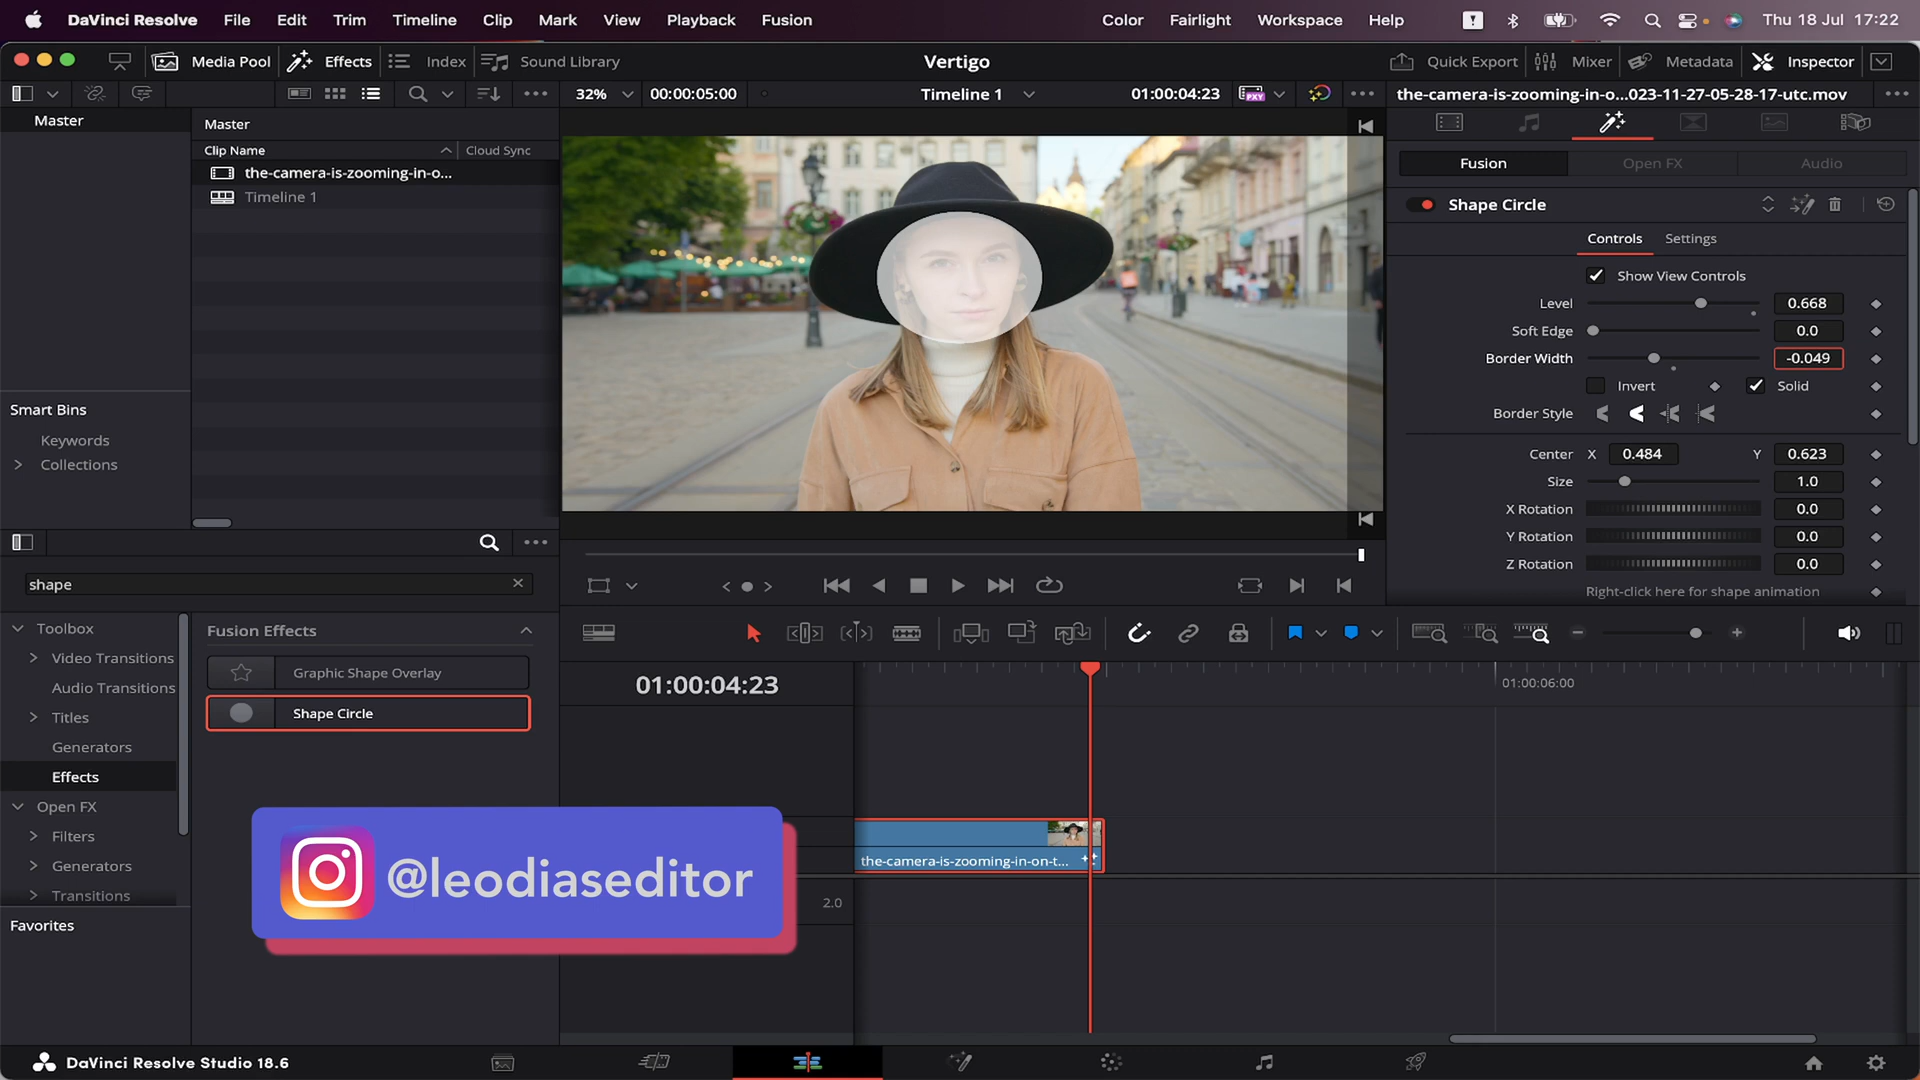 DaVinci Resolve File Edit Trim Timeline Clip Mark View Playback Fusion Color Fairlight Workspace Help Thu 18 Jul 17:22
Media Pool Effects Index Sound Library Vertigo Quick Export Mixer Metadata Inspector
32% 00:00:05:00 Timeline 1 01:00:04:23 PXY the-camera-is-zooming-in-o...023-11-27-05-28-17-utc.mov
Master
Master
Clip Name Cloud Sync
the-camera-is-zooming-in-o...
Timeline 1
Smart Bins
Keywords
Collections
Fusion Open FX Audio
Shape Circle
Controls Settings
Show View Controls
Level 0.668
Soft Edge 0.0
Border Width -0.049
Invert Solid
Border Style
Center X 0.484 Y 0.623
Size 1.0
X Rotation 0.0
Y Rotation 0.0
Z Rotation 0.0
Right-click here for shape animation
shape
Toolbox
Video Transitions
Audio Transitions
Titles
Generators
Effects
Open FX
Filters
Generators
Transitions
Favorites
Fusion Effects
Graphic Shape Overlay
Shape Circle
01:00:04:23
01:00:06:00
the-camera-is-zooming-in-on-t...
2.0
@leodiaseditor
DaVinci Resolve Studio 18.6